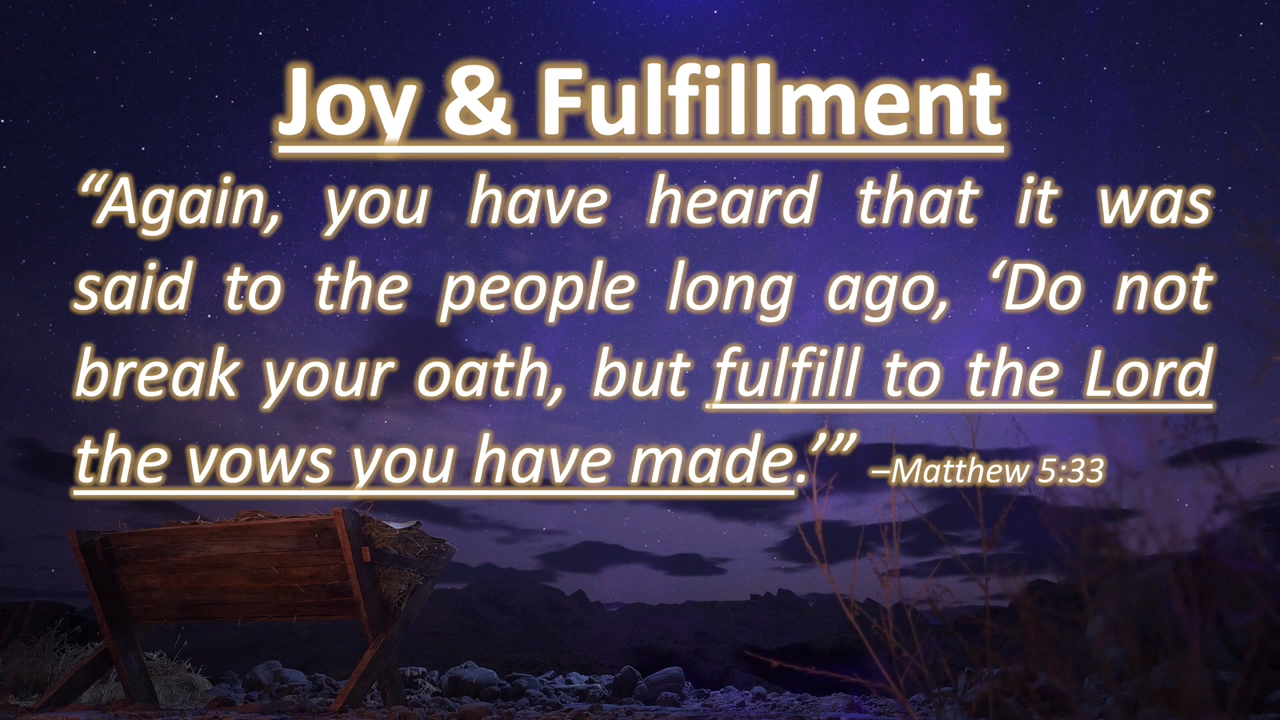 Joy & Fulfillment
“Again, you have heard that it was
said to the people long ago, ‘Do not
break your oath, but fulfill to the Lord
the vows you have made.’” –Matthew 5:33